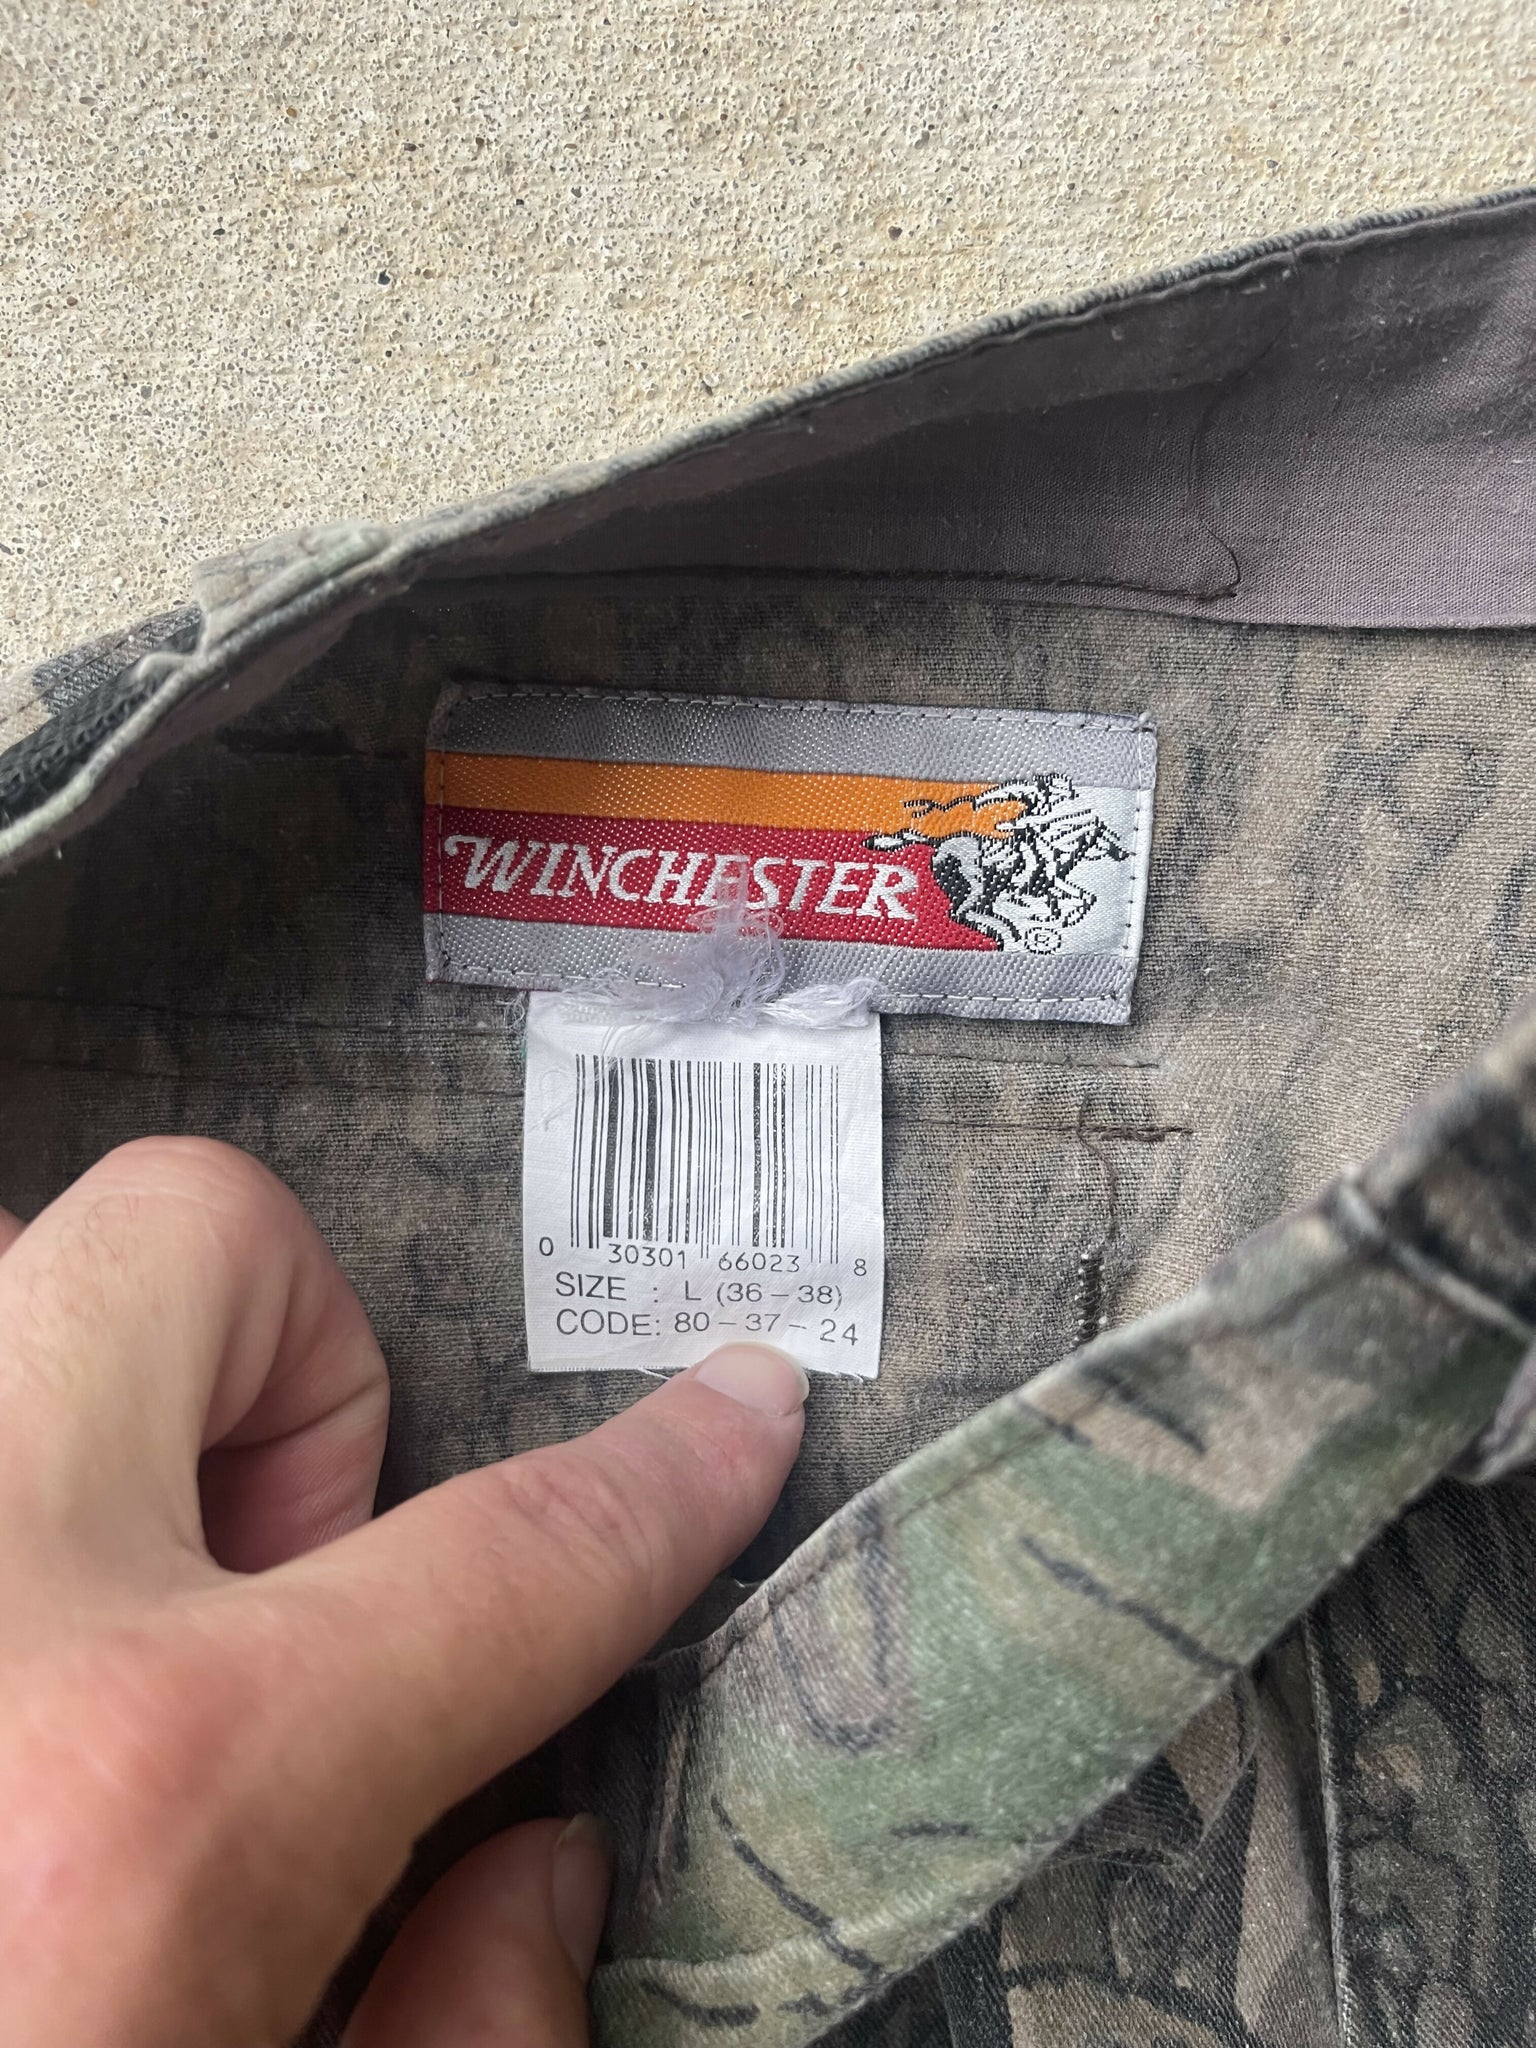 WINCHESTER
®
0 30301 66023 8
SIZE : L (36-38)
CODE: 80-37-24